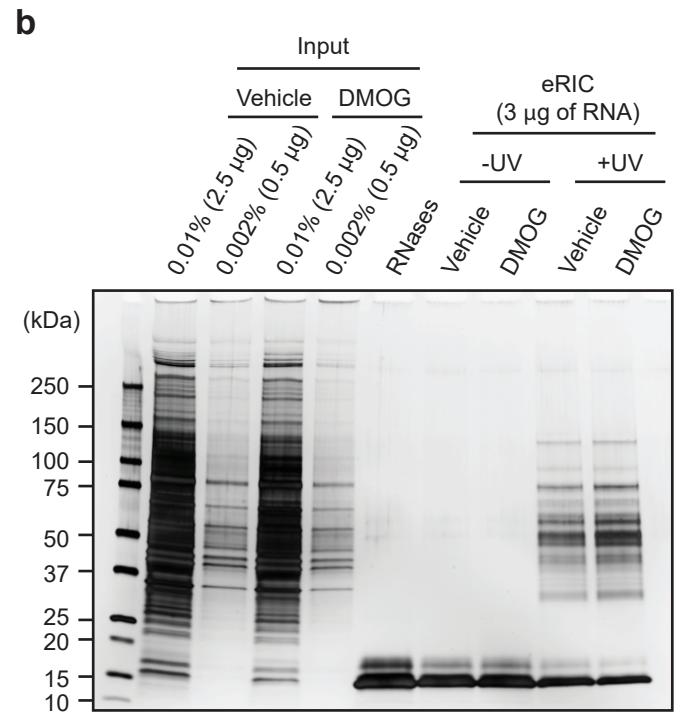 b
Input
Vehicle DMOG
eRIC
(3 µg of RNA)
-UV +UV
0.01% (2.5 µg)
0.002% (0.5 µg)
0.01% (2.5 µg)
0.002% (0.5 µg)
RNases
Vehicle
DMOG
Vehicle
DMOG
(kDa)
250
150
100
75
50
37
25
20
15
10